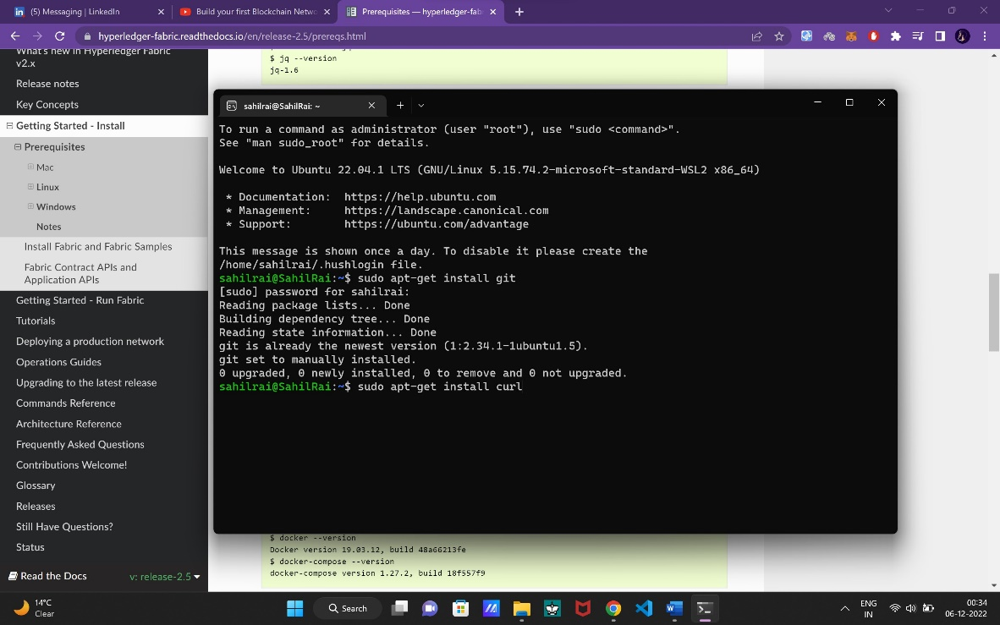 (5) Messaging | LinkedIn
Build your first Blockchain Netwo
Prerequisites — hyperledger-fab
hyperledger-fabric.readthedocs.io/en/release-2.5/prereqs.html
What's new in Hyperledger Fabric
v2.x
Release notes
Key Concepts
Getting Started - Install
Prerequisites
Mac
Linux
Windows
Notes
Install Fabric and Fabric Samples
Fabric Contract APIs and
Application APIs
Getting Started - Run Fabric
Tutorials
Deploying a production network
Operations Guides
Upgrading to the latest release
Commands Reference
Architecture Reference
Frequently Asked Questions
Contributions Welcome!
Glossary
Releases
Still Have Questions?
Status
Read the Docs
v: release-2.5
$ jq --version
jq-1.6
sahilrai@SahilRai: ~
To run a command as administrator (user "root"), use "sudo <command>".
See "man sudo_root" for details.
Welcome to Ubuntu 22.04.1 LTS (GNU/Linux 5.15.74.2-microsoft-standard-WSL2 x86_64)
* Documentation: https://help.ubuntu.com
* Management: https://landscape.canonical.com
* Support: https://ubuntu.com/advantage
This message is shown once a day. To disable it please create the
/home/sahilrai/.hushlogin file.
sahilrai@SahilRai:~$ sudo apt-get install git
[sudo] password for sahilrai:
Reading package lists... Done
Building dependency tree... Done
Reading state information... Done
git is already the newest version (1:2.34.1-1ubuntu1.5).
git set to manually installed.
0 upgraded, 0 newly installed, 0 to remove and 0 not upgraded.
sahilrai@SahilRai:~$ sudo apt-get install curl
$ docker --version
Docker version 19.03.12, build 48a66213fe
$ docker-compose --version
docker-compose version 1.27.2, build 18f557f9
14°C
Clear
Search
ENG
IN
00:34
06-12-2022